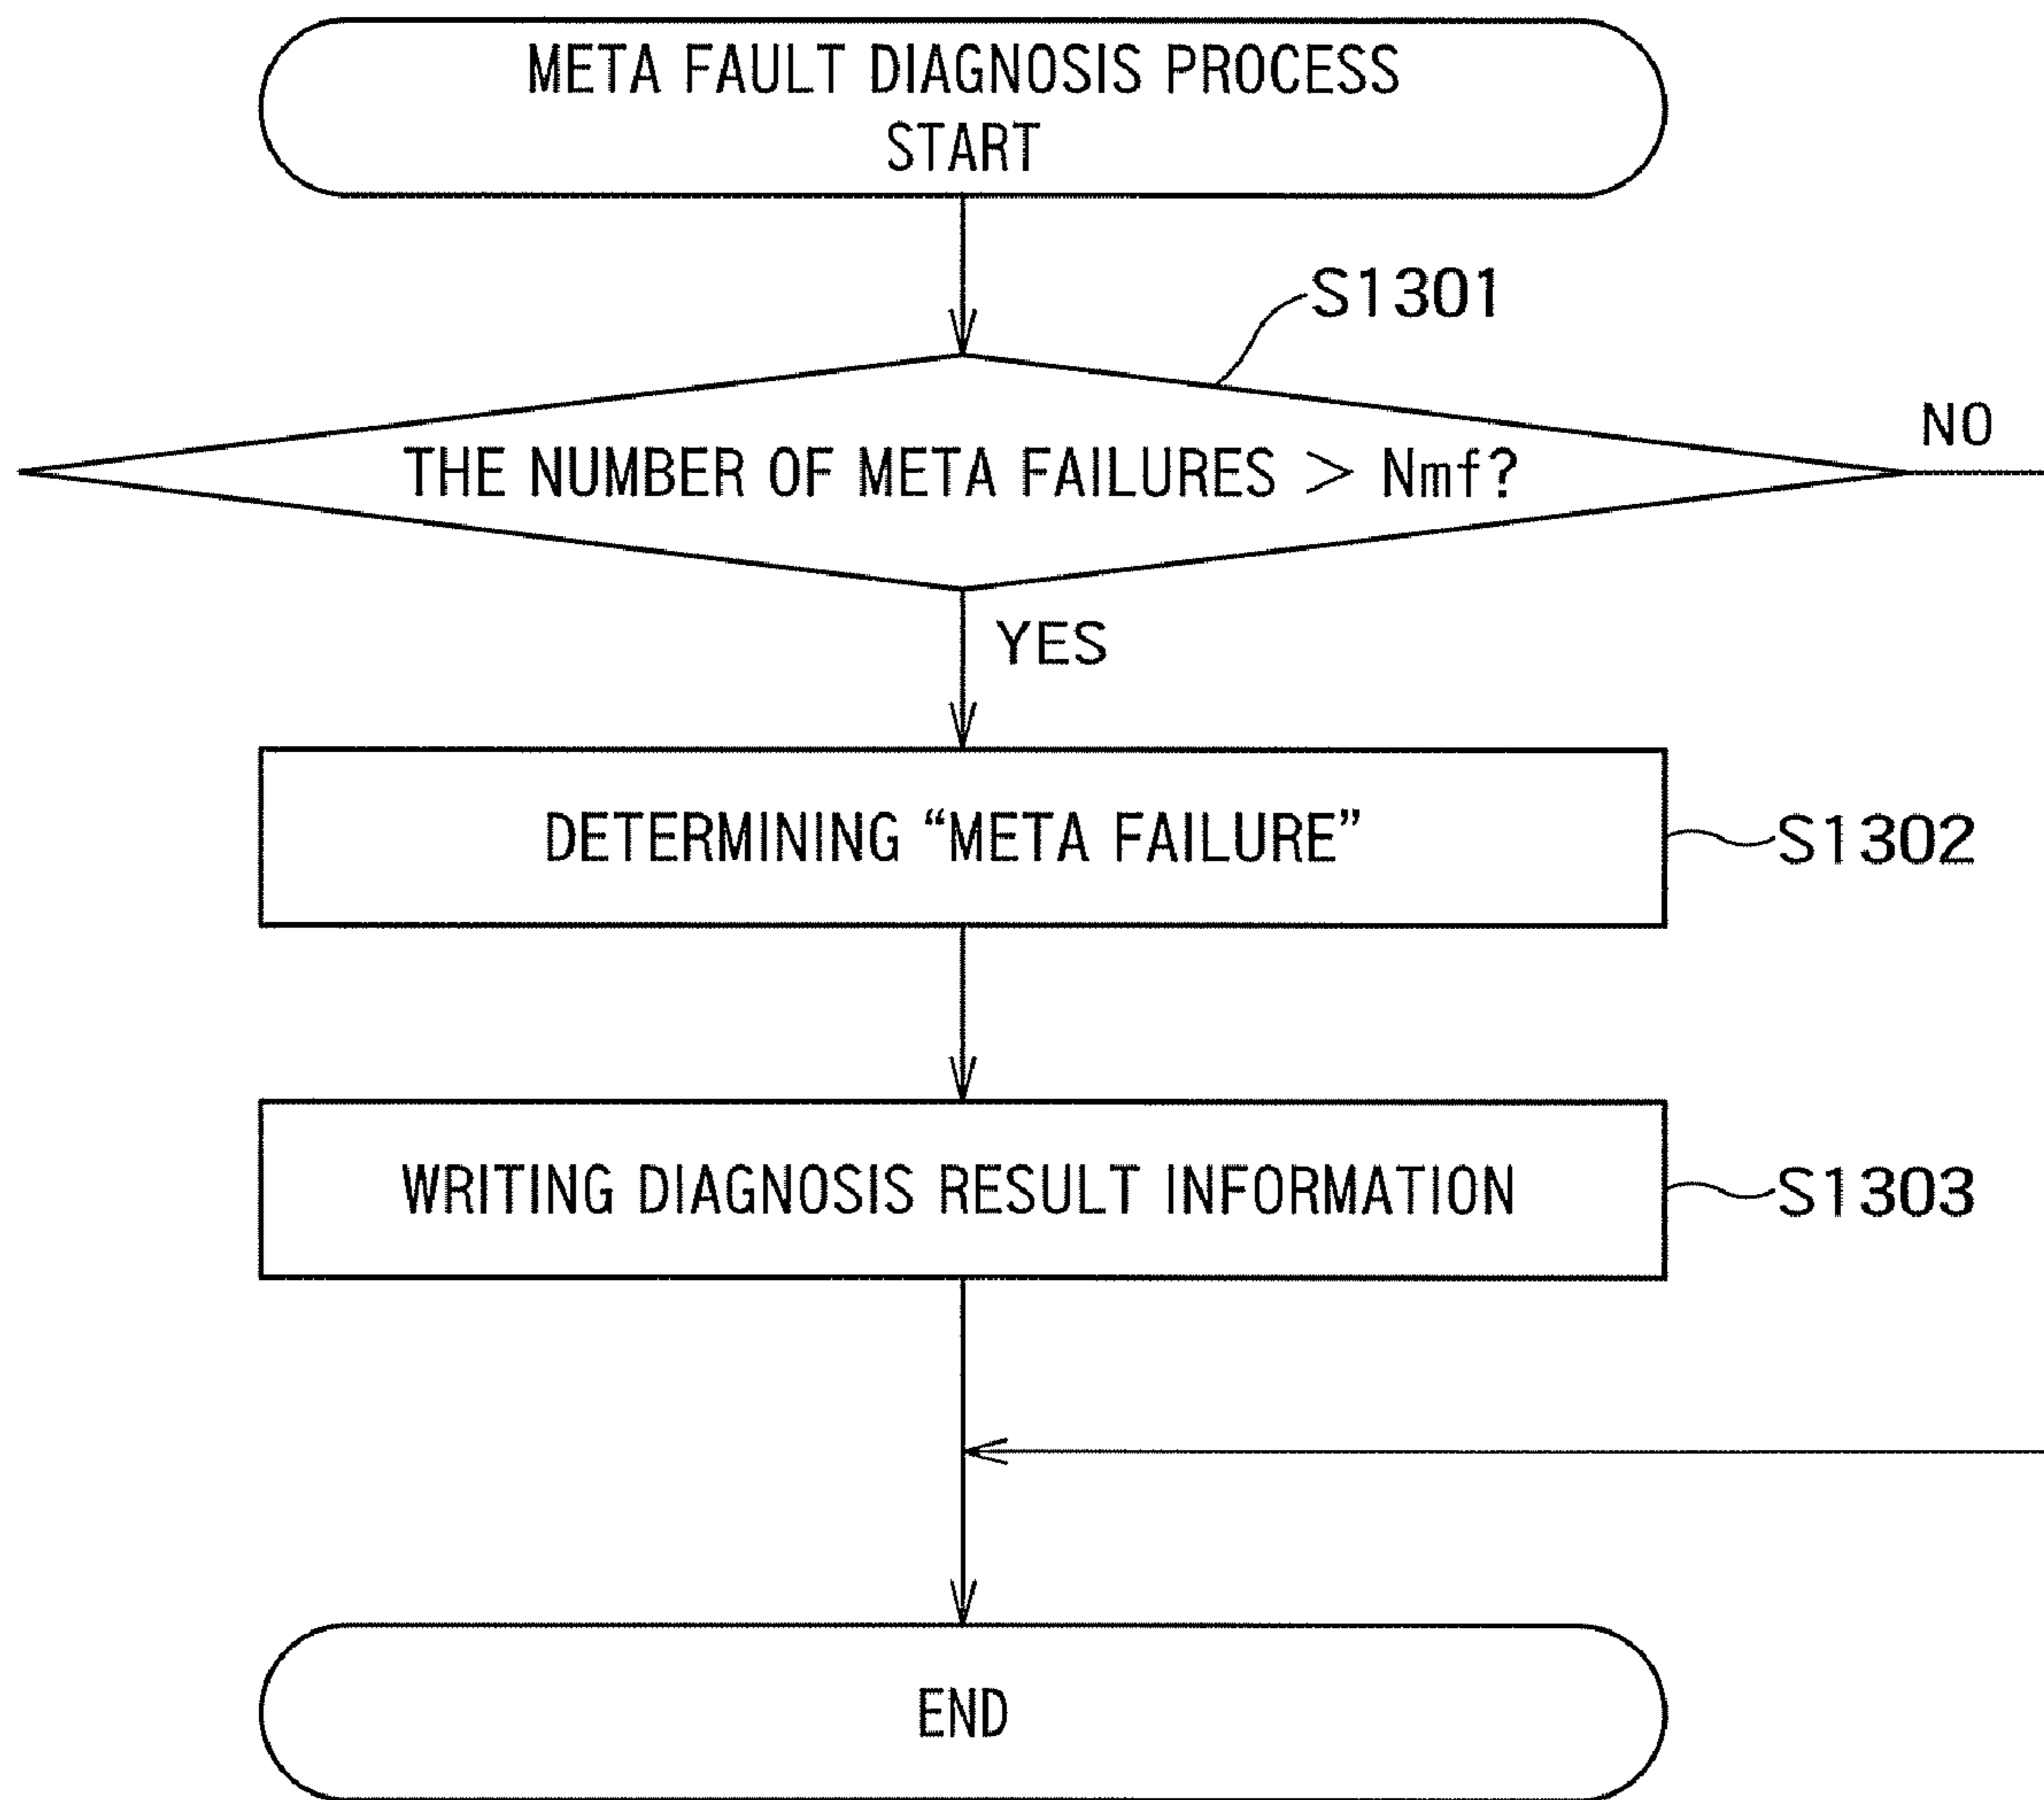 META FAULT DIAGNOSIS PROCESS
START
S1301
THE NUMBER OF META FAILURES > Nmf?
NO
YES
DETERMINING “META FAILURE”
S1302
WRITING DIAGNOSIS RESULT INFORMATION
S1303
END